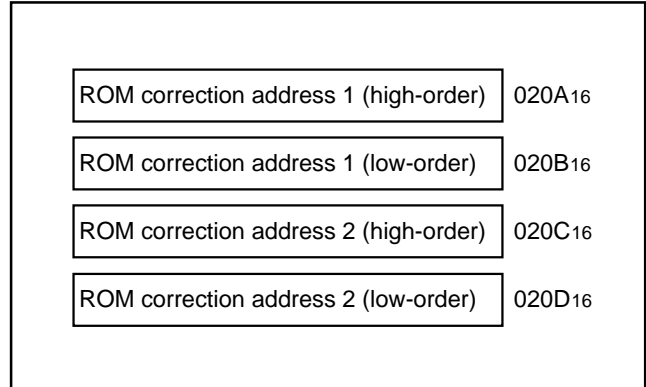 ROM correction address 1 (high-order) 020A16
ROM correction address 1 (low-order) 020B16
ROM correction address 2 (high-order) 020C16
ROM correction address 2 (low-order) 020D16